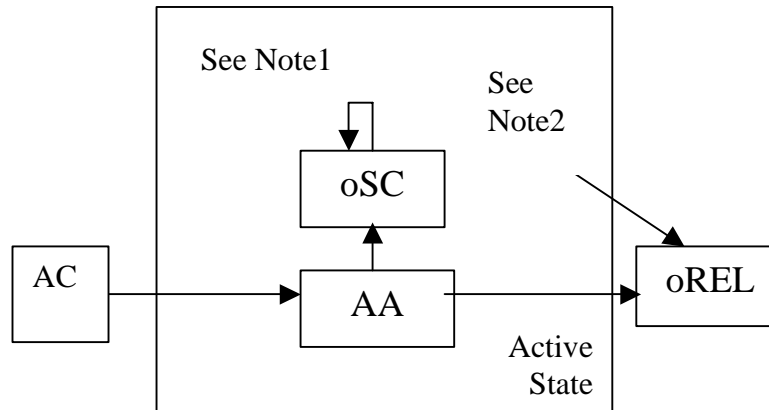 See Note1
See
Note2
oSC
AC
AA
oREL
Active
State